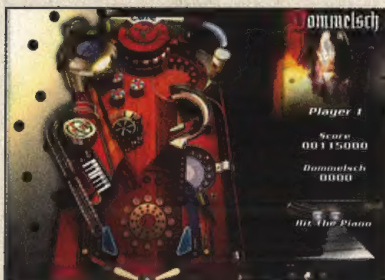 Dommelsch
Player 1
Score
00115000
Dommelsch
0000
Hit the Piano